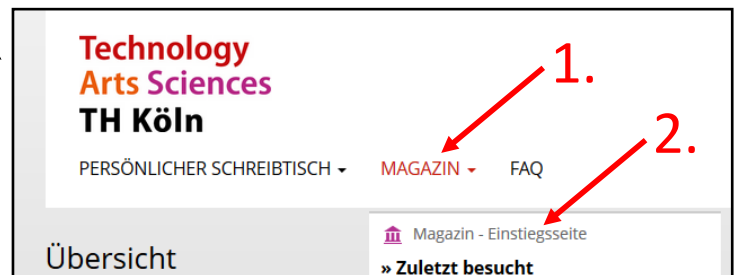 Technology
Arts Sciences
TH Köln
1.
2.
PERSÖNLICHER SCHREIBTISCH MAGAZIN FAQ
Magazin - Einstiegsseite
Übersicht
» Zuletzt besucht